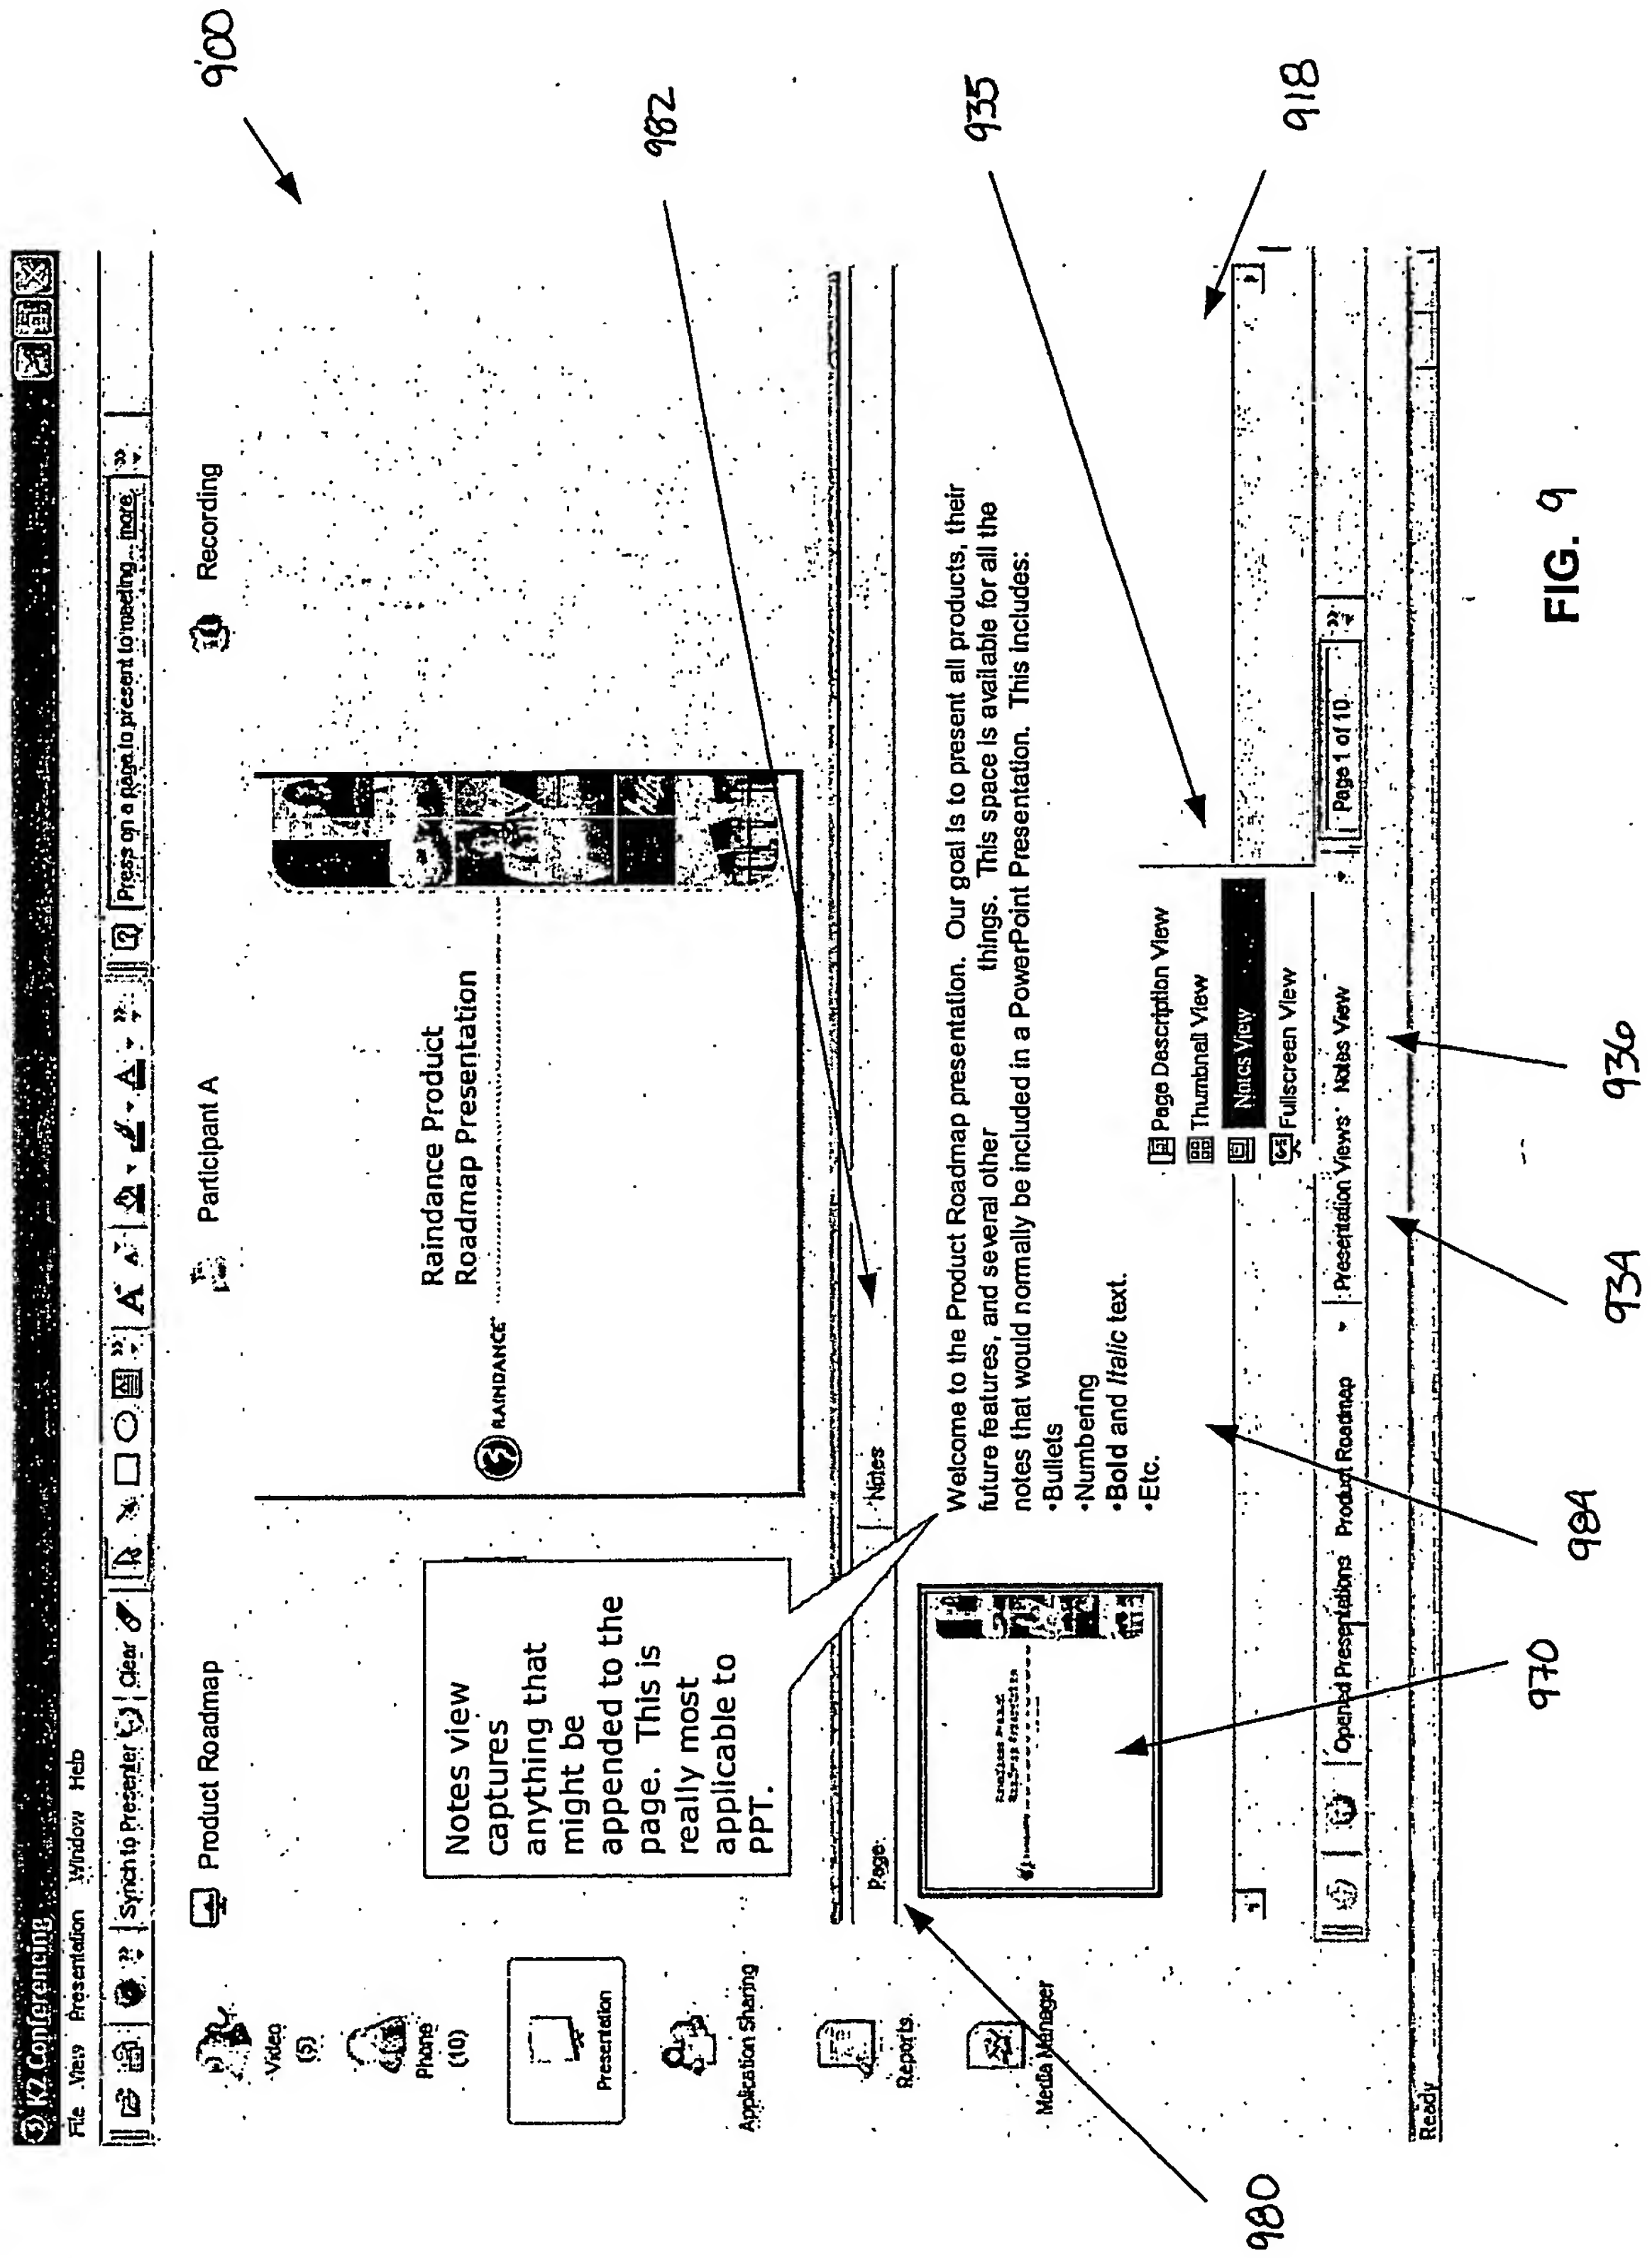 900
K2 Conferencing
File View Presentation Window Help
Synch to Presenter Clear Press on a page to present to meeting... more
Product Roadmap Participant A Recording
982
Video
(5)
Phone
(10)
Presentation
Application Sharing
Reports
Media Manager
Raindance Product
Roadmap Presentation
RAINDANCE
Notes view
captures
anything that
might be
appended to the
page. This is
really most
applicable to
PPT.
Page: Notes
935
Welcome to the Product Roadmap presentation. Our goal is to present all products, their
future features, and several other things. This space is available for all the
notes that would normally be included in a PowerPoint Presentation. This includes:
•Bullets
•Numbering
•Bold and Italic text.
•Etc.
918
Page Description View
Thumbnail View
Notes View
Fullscreen View
Opened Presentations Product Roadmap Presentation Views Notes View Page 1 of 10
Ready
980
970
984
934
936
FIG. 9